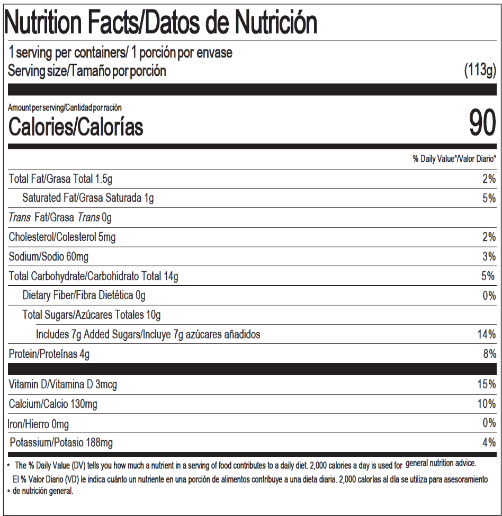 Nutrition Facts/Datos de Nutrición
1 serving per containers/ 1 porción por envase
Serving size/Tamaño por porción (113g)
Amount per serving/Cantidad por ración
Calories/Calorías 90
% Daily Value*/Valor Diario*
Total Fat/Grasa Total 1.5g 2%
Saturated Fat/Grasa Saturada 1g 5%
Trans Fat/Grasa Trans 0g
Cholesterol/Colesterol 5mg 2%
Sodium/Sodio 60mg 3%
Total Carbohydrate/Carbohidrato Total 14g 5%
Dietary Fiber/Fibra Dietética 0g 0%
Total Sugars/Azúcares Totales 10g
Includes 7g Added Sugars/Incluye 7g azúcares añadidos 14%
Protein/Proteínas 4g 8%
Vitamin D/Vitamina D 3mcg 15%
Calcium/Calcio 130mg 10%
Iron/Hierro 0mg 0%
Potassium/Potasio 188mg 4%
* The % Daily Value (DV) tells you how much a nutrient in a serving of food contributes to a daily diet. 2,000 calories a day is used for general nutrition advice.
El % Valor Diario (VD) le indica cuánto un nutriente en una porción de alimentos contribuye a una dieta diaria. 2,000 calorías al día se utiliza para asesoramiento
* de nutrición general.